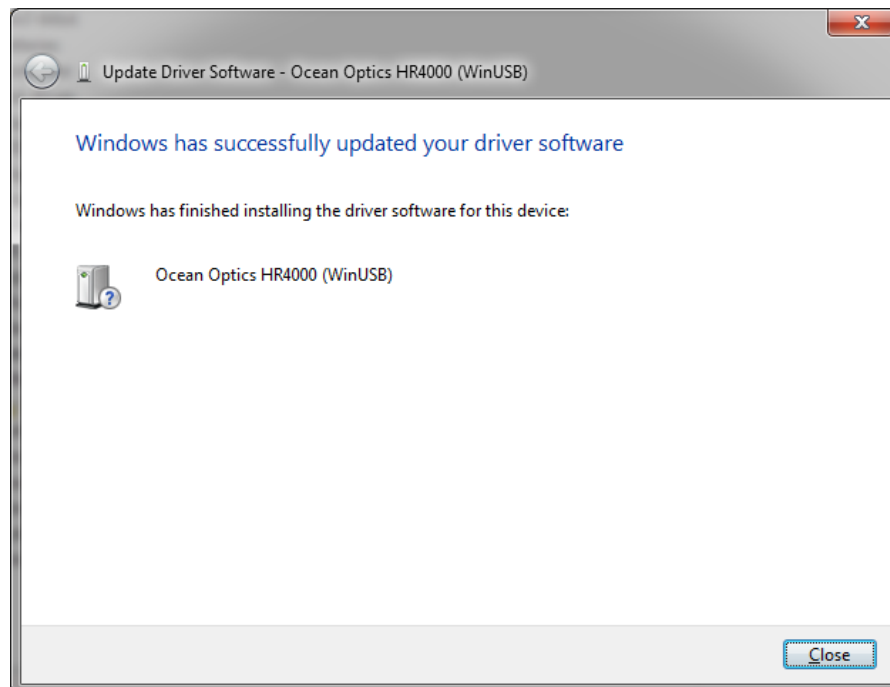 Update Driver Software - Ocean Optics HR4000 (WinUSB)
Windows has successfully updated your driver software
Windows has finished installing the driver software for this device:
Ocean Optics HR4000 (WinUSB)
Close